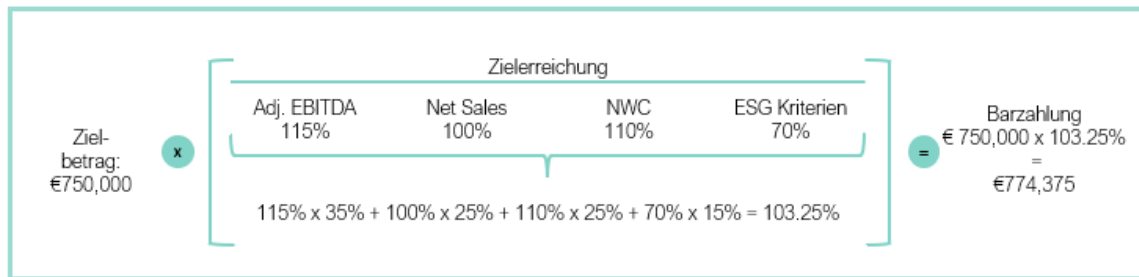 Zielerreichung
Adj. EBITDA
115%
Net Sales
100%
NWC
110%
ESG Kriterien
70%
Ziel-
betrag:
€750,000
x
115% x 35% + 100% x 25% + 110% x 25% + 70% x 15% = 103.25%
=
Barzahlung
€ 750,000 x 103.25%
=
€774,375